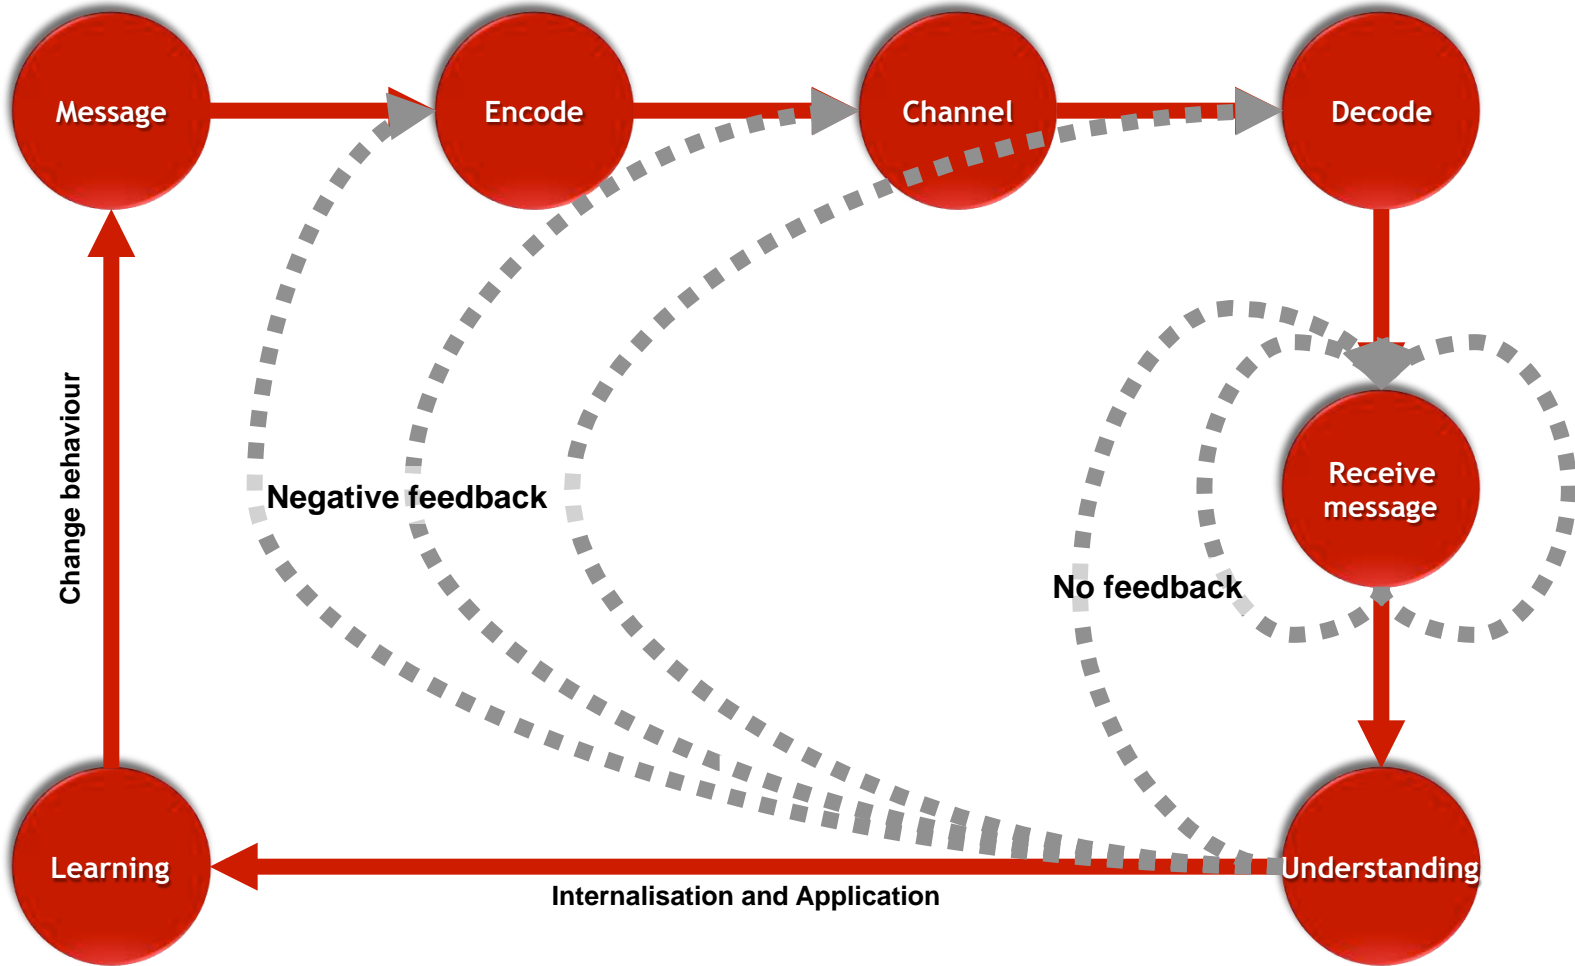 Message
Encode
Channel
Decode
Change behaviour
Negative feedback
Receive
message
No feedback
Learning
Understanding
Internalisation and Application